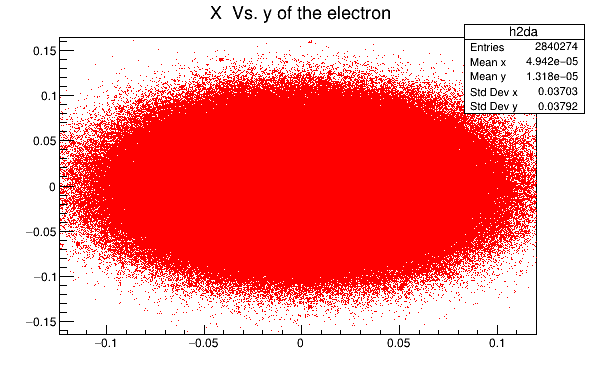 X Vs. y of the electron
h2da
Entries 2840274
Mean x 4.942e−05
Mean y 1.318e−05
Std Dev x 0.03703
Std Dev y 0.03792
0.15
0.1
0.05
0
−0.05
−0.1
−0.15
−0.1 −0.05 0 0.05 0.1